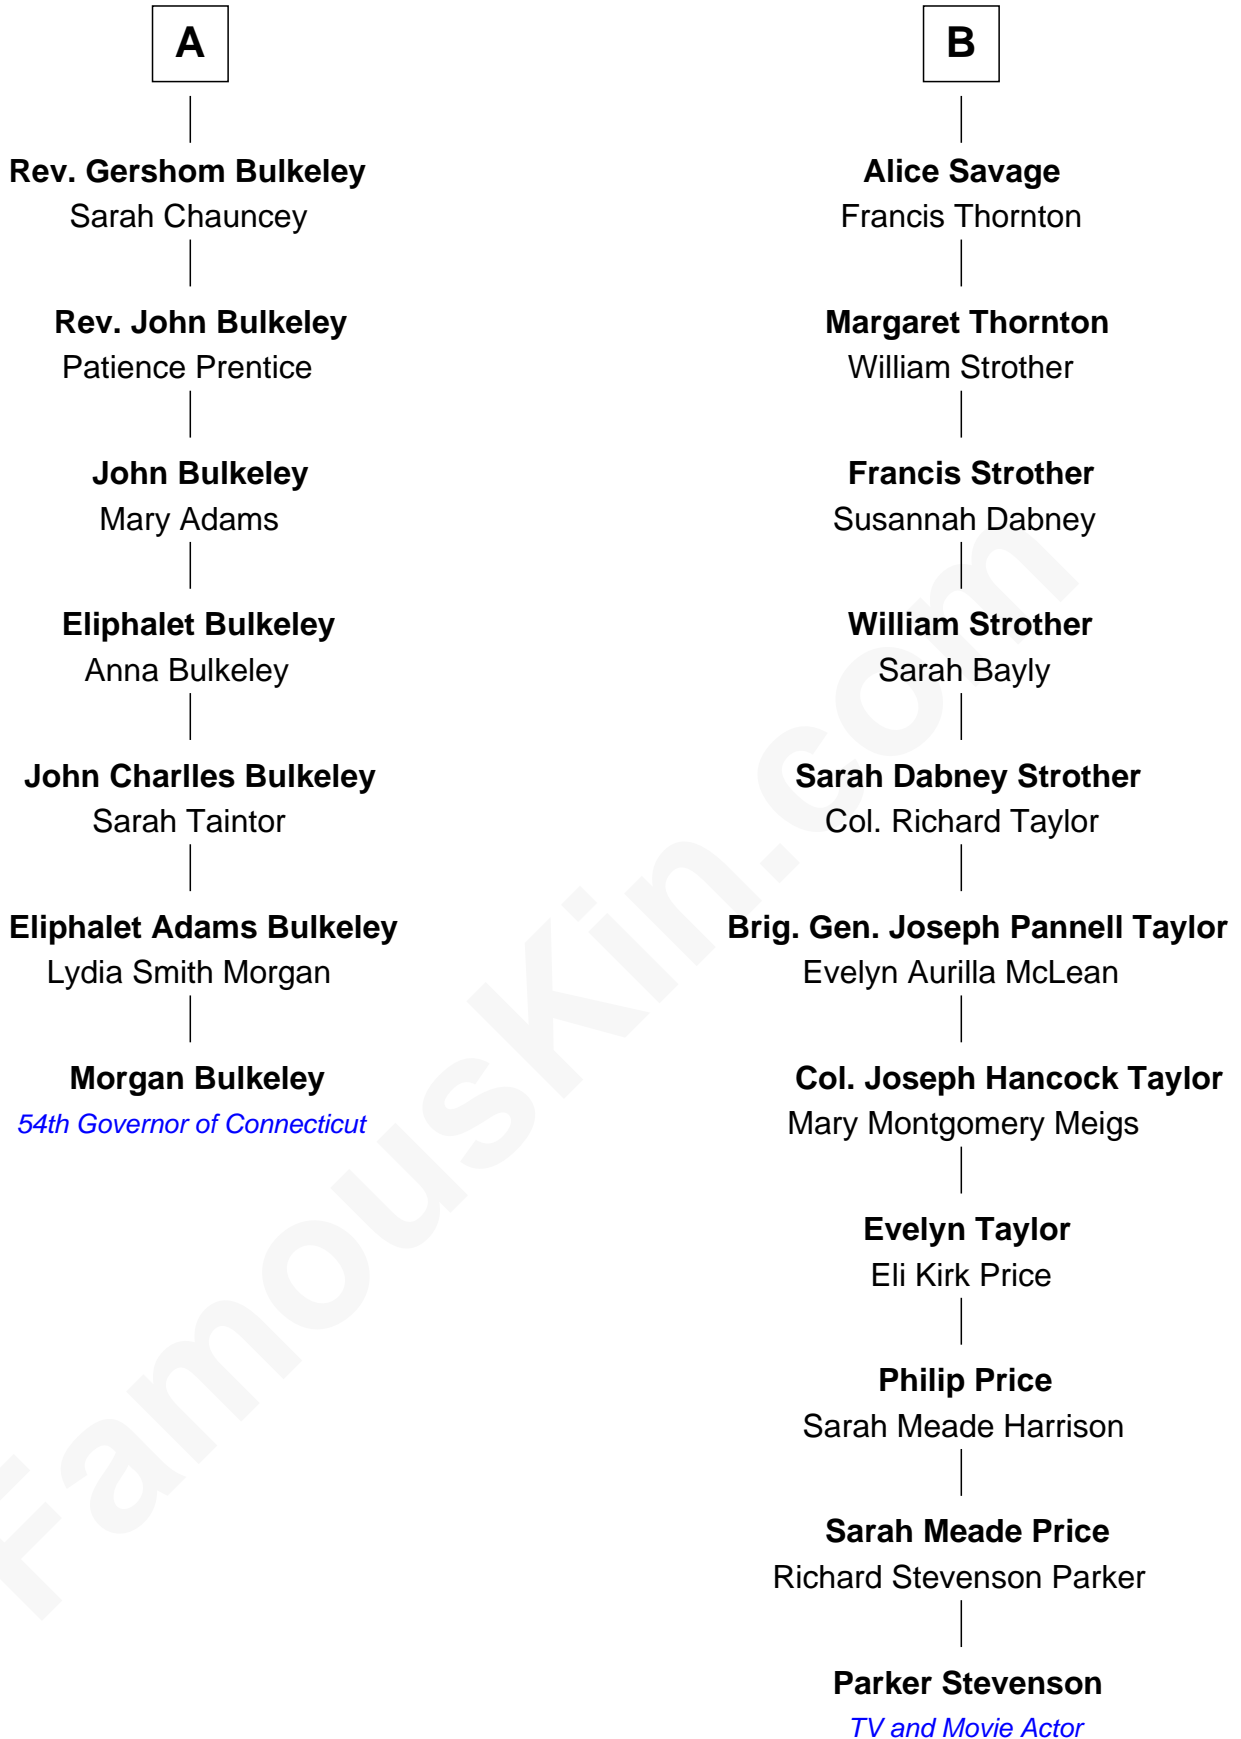 A
Rev. Gershom Bulkeley
Sarah Chauncey
Rev. John Bulkeley
Patience Prentice
John Bulkeley
Mary Adams
Eliphalet Bulkeley
Anna Bulkeley
John Charlles Bulkeley
Sarah Taintor
Eliphalet Adams Bulkeley
Lydia Smith Morgan
Morgan Bulkeley
54th Governor of Connecticut
B
Alice Savage
Francis Thornton
Margaret Thornton
William Strother
Francis Strother
Susannah Dabney
William Strother
Sarah Bayly
Sarah Dabney Strother
Col. Richard Taylor
Brig. Gen. Joseph Pannell Taylor
Evelyn Aurilla McLean
Col. Joseph Hancock Taylor
Mary Montgomery Meigs
Evelyn Taylor
Eli Kirk Price
Philip Price
Sarah Meade Harrison
Sarah Meade Price
Richard Stevenson Parker
Parker Stevenson
TV and Movie Actor
FamousKin.com